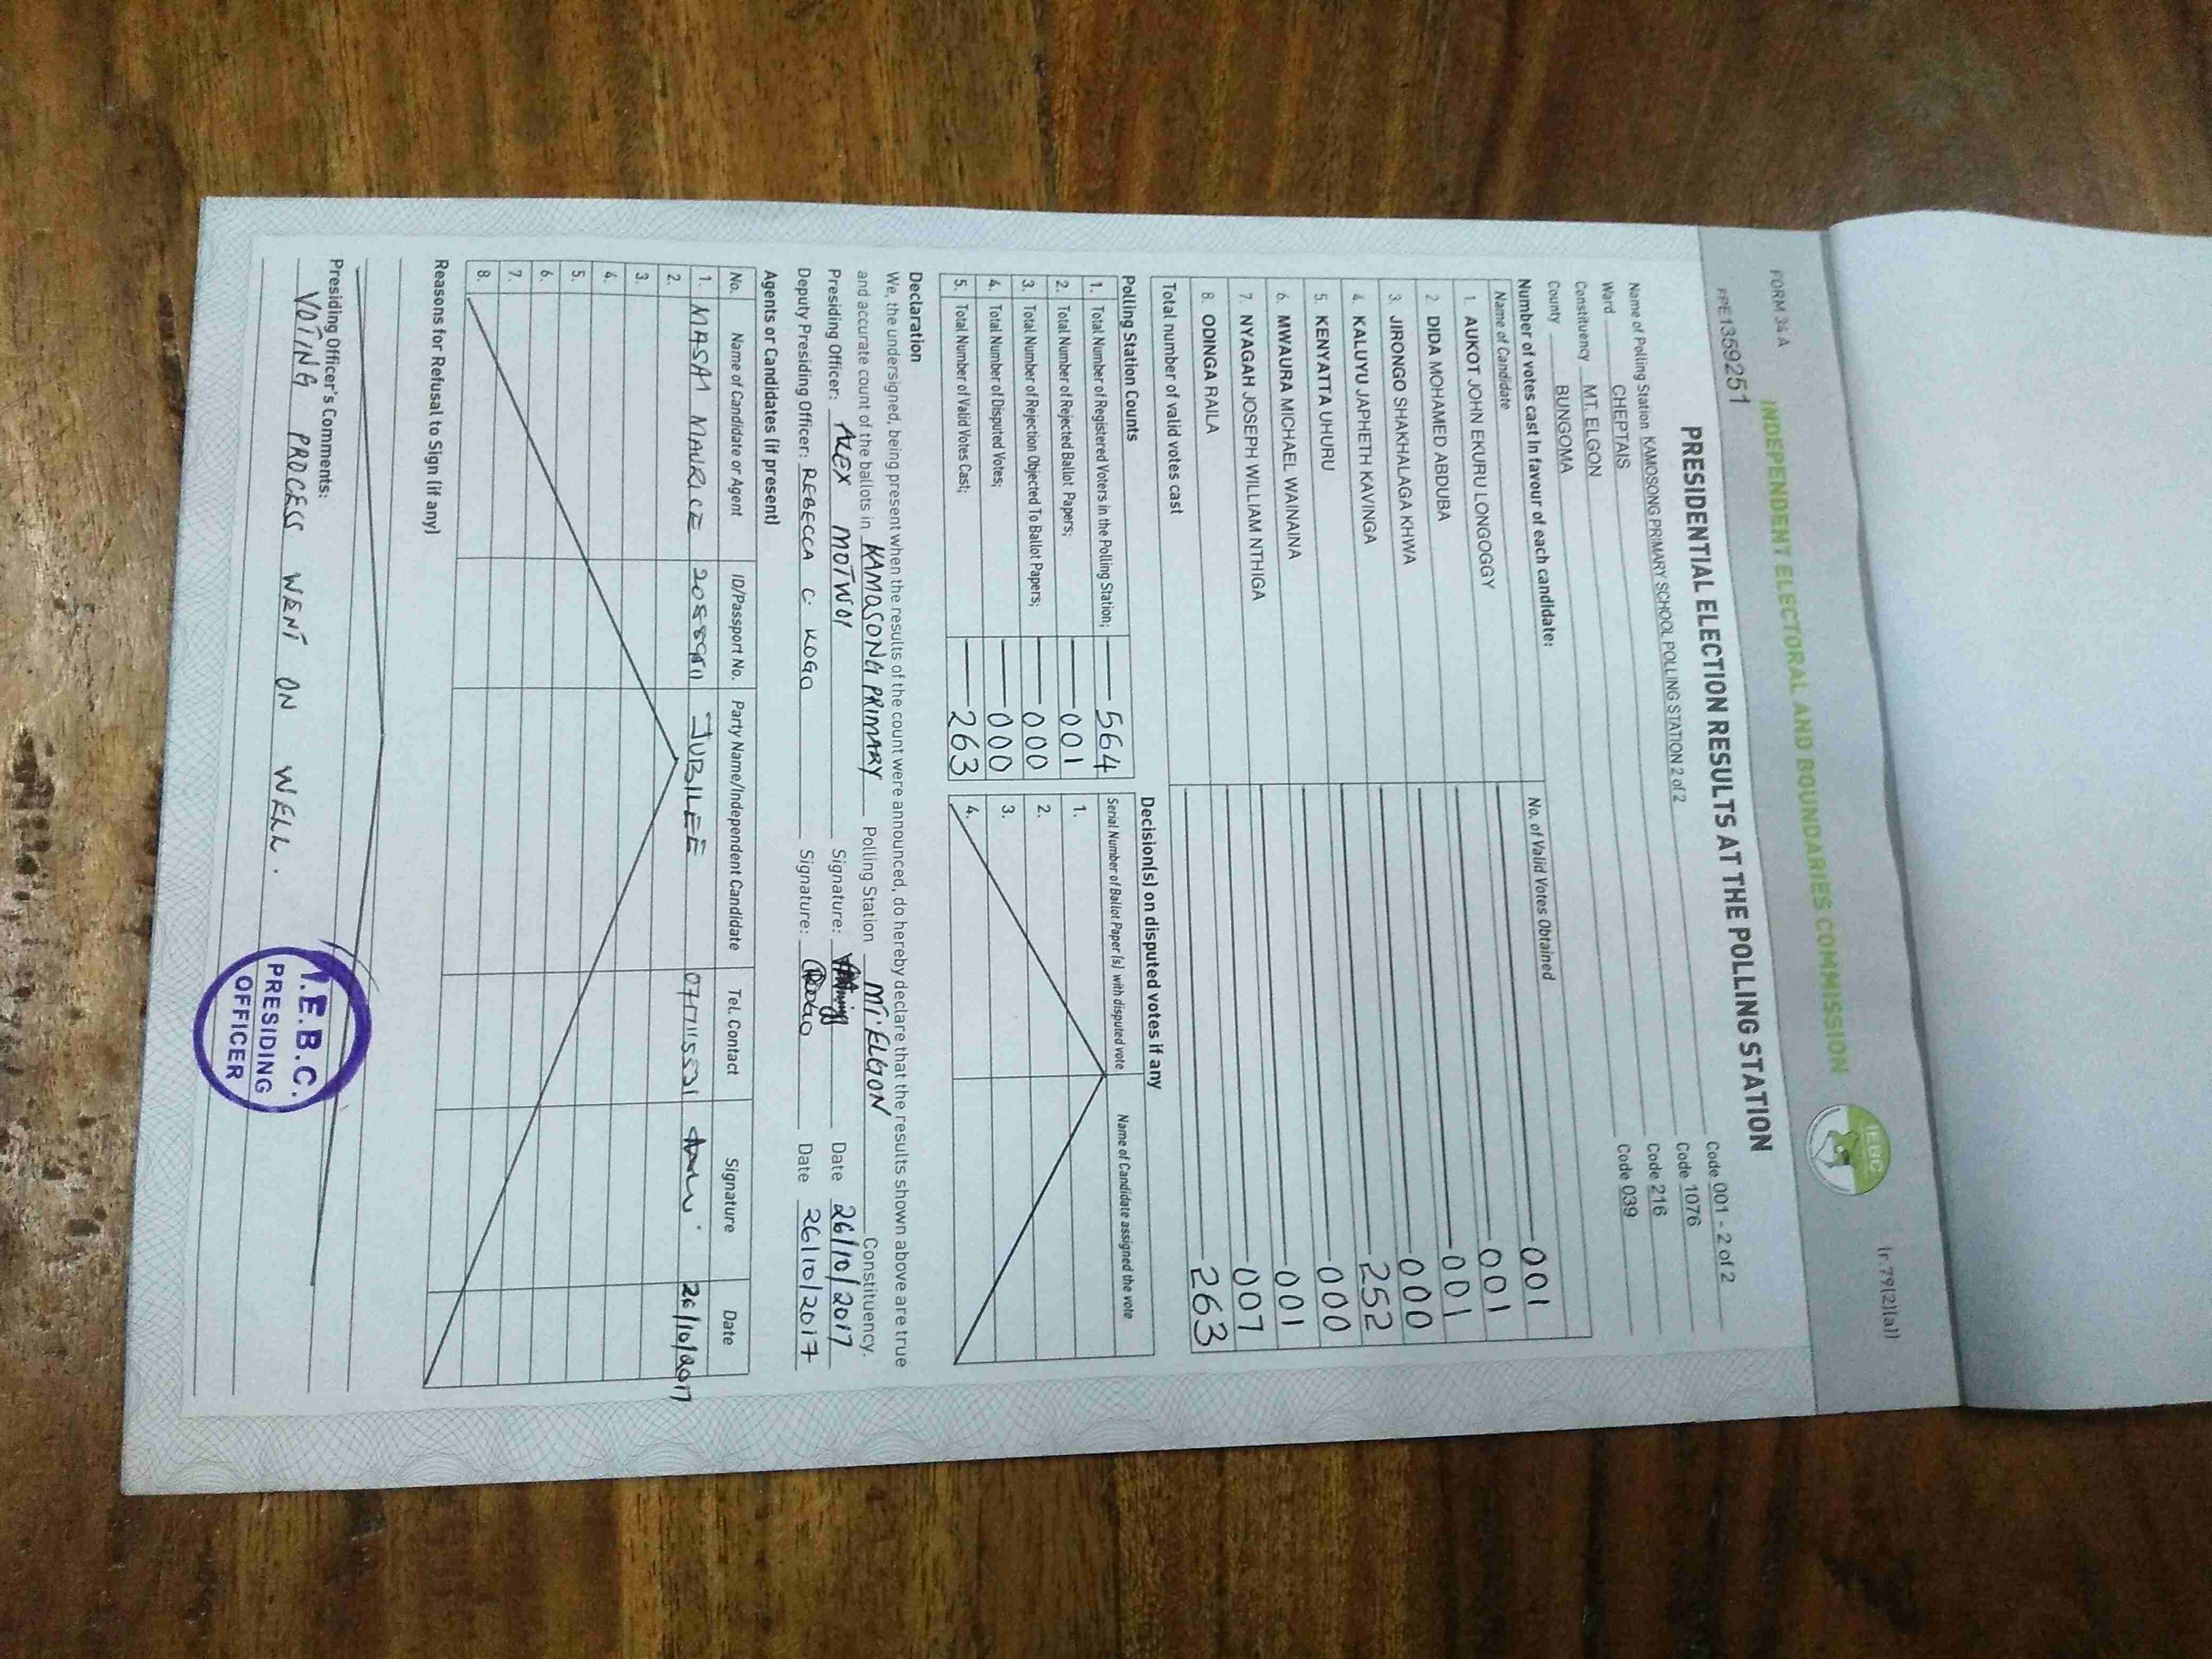 FORM 34 A (r.79(2)(a))
INDEPENDENT ELECTORAL AND BOUNDARIES COMMISSION
IEBC
FPE1359251
PRESIDENTIAL ELECTION RESULTS AT THE POLLING STATION
Name of Polling Station KAMOSONG PRIMARY SCHOOL POLLING STATION 2 of 2 Code 001 - 2 of 2
Ward CHEPTAIS Code 1076
Constituency MT. ELGON Code 216
County BUNGOMA Code 039
Number of votes cast in favour of each candidate:
Name of Candidate No. of Valid Votes Obtained
1. AUKOT JOHN EKURU LONGOGGY 001
2 DIDA MOHAMED ABDUBA 001
3. JIRONGO SHAKHALAGA KHWA 001
4. KALUYU JAPHETH KAVINGA 000
5. KENYATTA UHURU 252
6. MWAURA MICHAEL WAINAINA 000
7. NYAGAH JOSEPH WILLIAM NTHIGA 001
8. ODINGA RAILA 007
Total number of valid votes cast 263
Polling Station Counts
1. Total Number of Registered Voters in the Polling Station; 564
2. Total Number of Rejected Ballot Papers; 001
3. Total Number of Rejection Objected To Ballot Papers; 000
4. Total Number of Disputed Votes; 000
5. Total Number of Valid Votes Cast; 263
Decision(s) on disputed votes if any
Serial Number of Ballot Paper (s) with disputed vote Name of Candidate assigned the vote
1.
2.
3.
4.
Declaration
We, the undersigned, being present when the results of the count were announced, do hereby declare that the results shown above are true
and accurate count of the ballots in KAMOSONG PRIMARY Polling Station MT. ELGON Constituency.
Presiding Officer: ALEX MOTWOI Signature: Date 26/10/2017
Deputy Presiding Officer: REBECCA C. KOGO Signature: Date 26/10/2017
Agents or Candidates (if present)
No. Name of Candidate or Agent ID/Passport No. Party Name/Independent Candidate Tel. Contact Signature Date
1. MASAI MAURICE JUBILEE 26/10/2017
2.
3.
4.
5.
6.
7.
8.
Reasons for Refusal to Sign (if any)
Presiding Officer's Comments:
VOTING PROCESS WENT ON WELL.
I.E.B.C.
PRESIDING
OFFICER